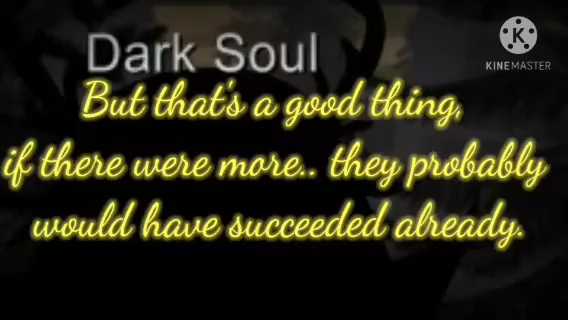 Dark Soul
KINEMASTER
But that's a good thing,
if there were more.. they probably
would have succeeded already.